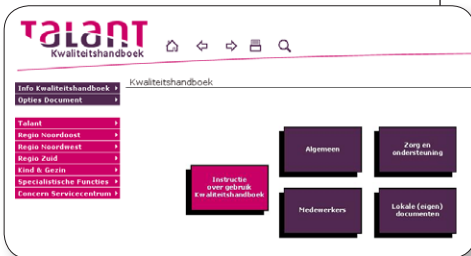 Talant
Kwaliteitshandboek
Kwaliteitshandboek
Info Kwaliteitshandboek
Opties Document
Talant
Regio Noordoost
Regio Noordwest
Regio Zuid
Kind & Gezin
Specialistische Functies
Concern Servicecentrum
Instructie
over gebruik
Kwaliteitshandboek
Algemeen
Zorg en
ondersteuning
Medewerkers
Lokale (eigen)
documenten